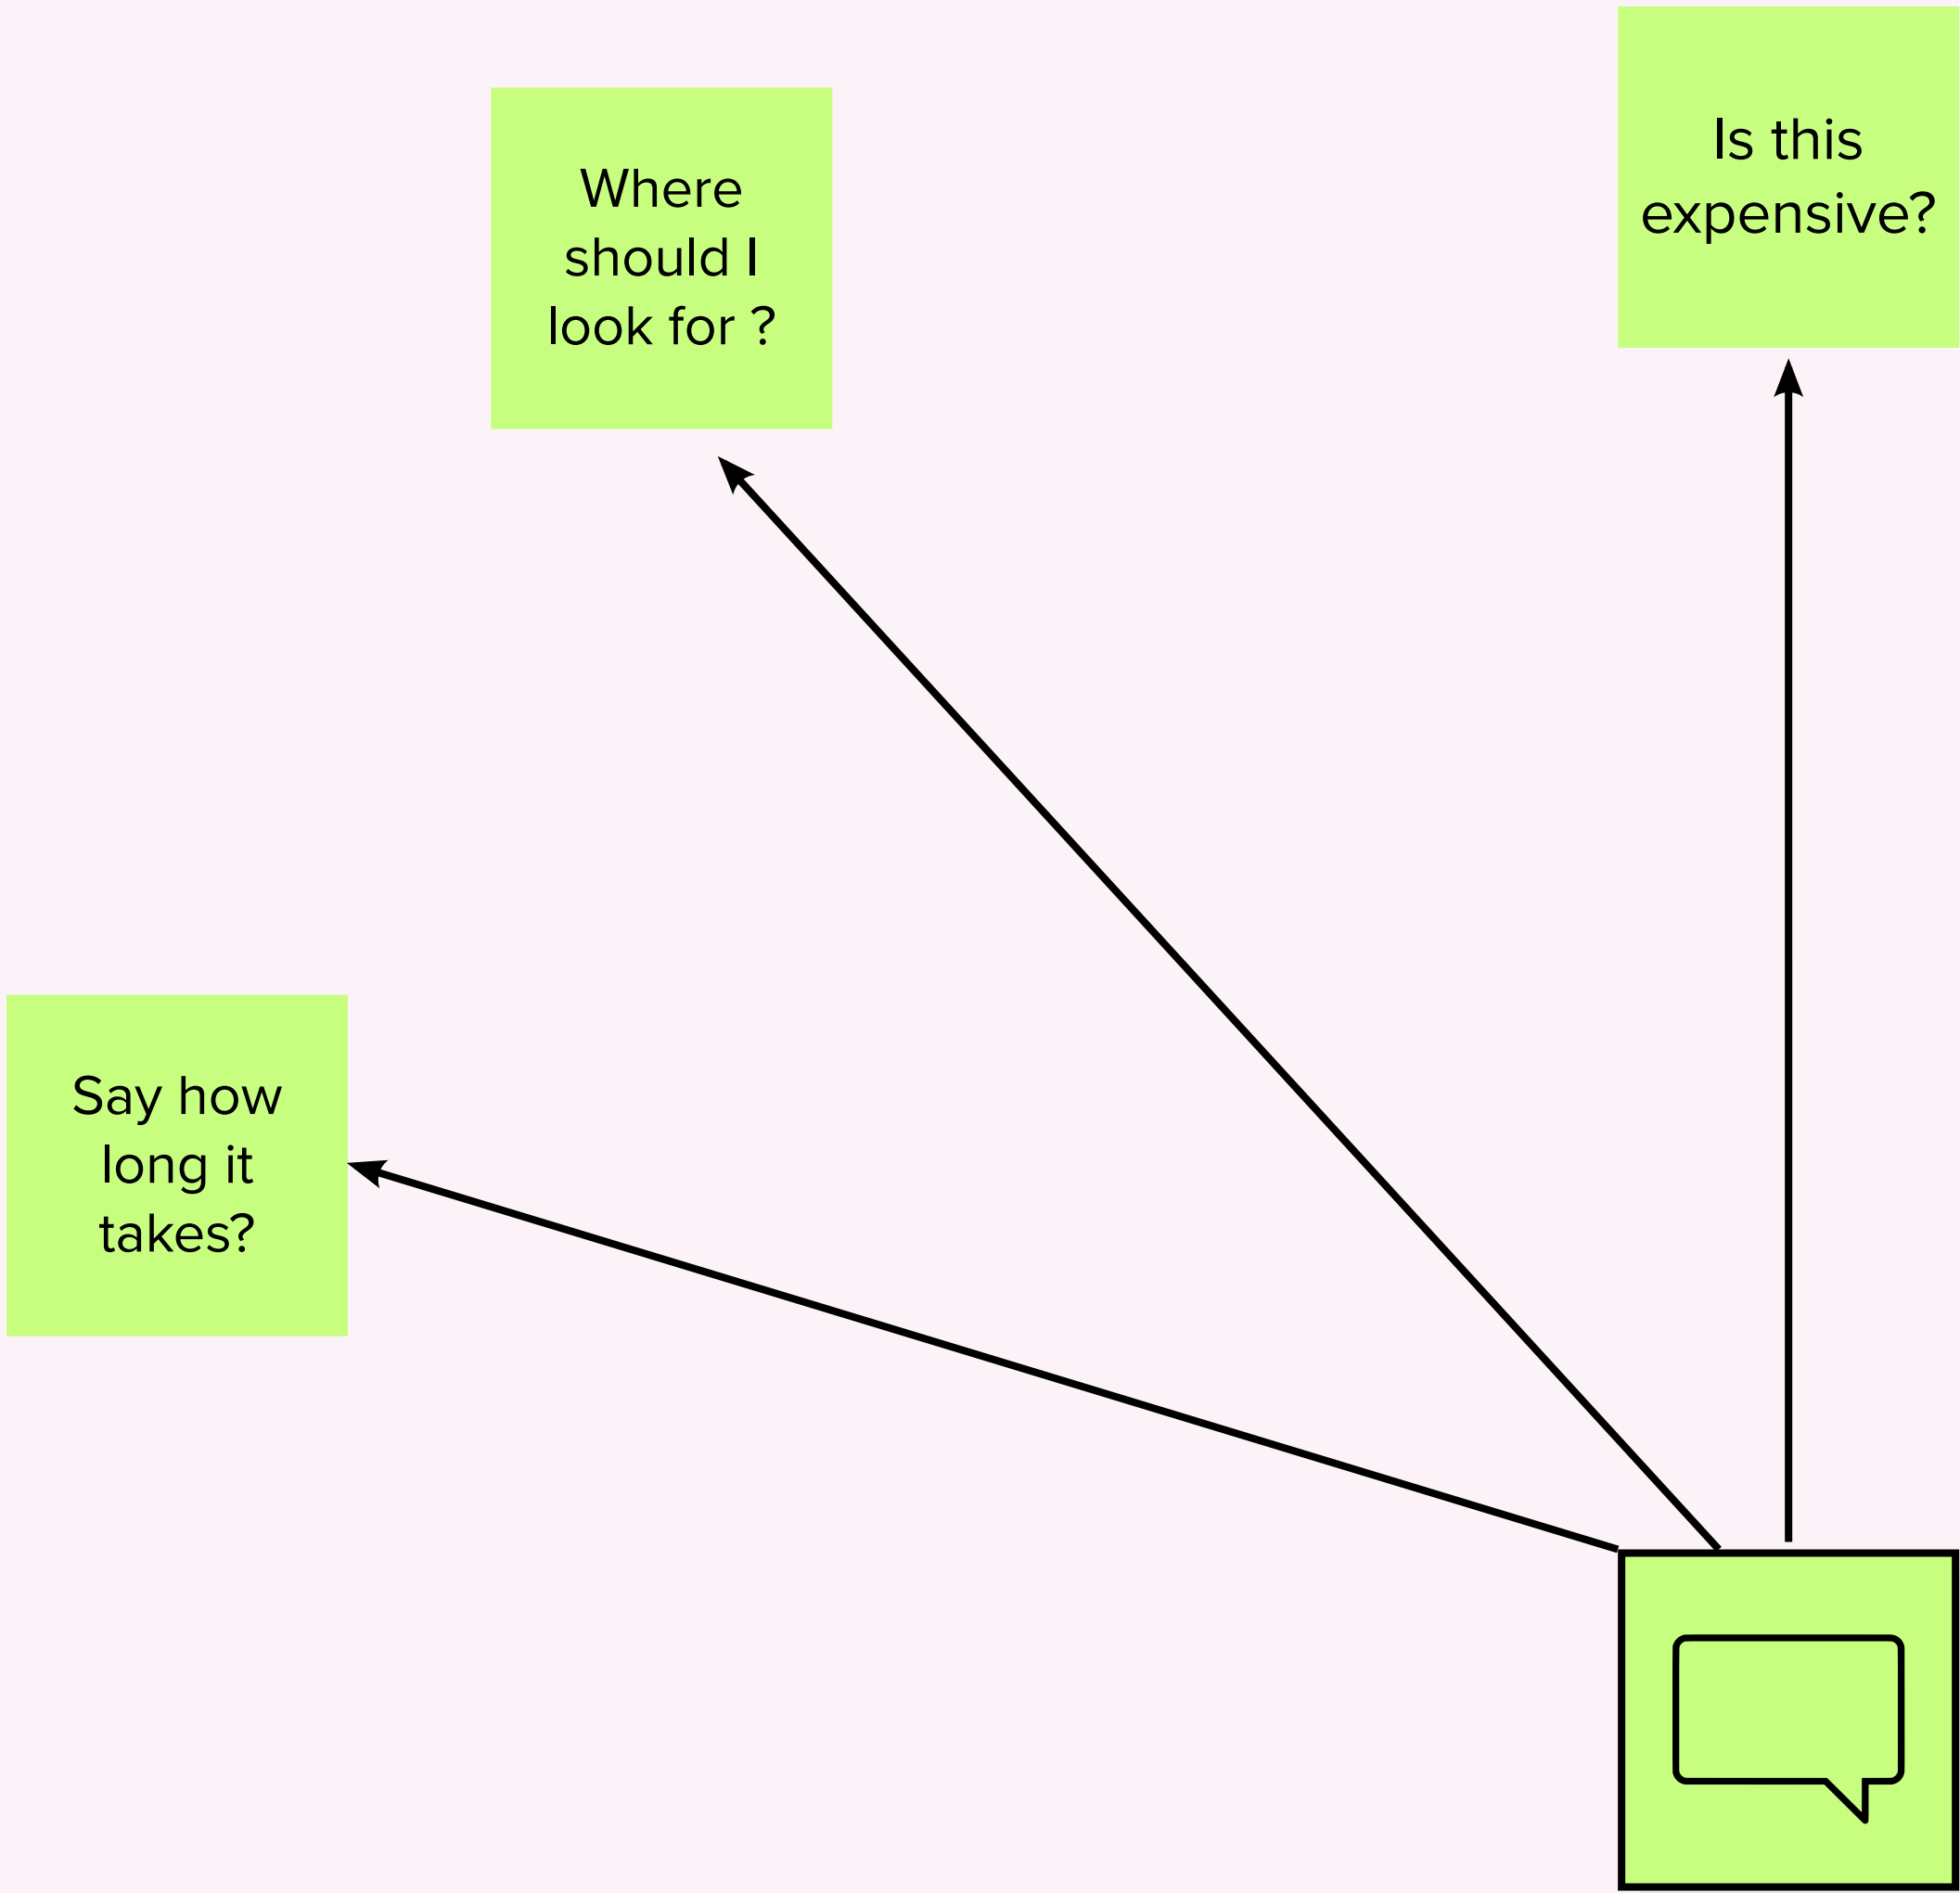 Where
should I
look for ?
Is this
expensive?
Say how
long it
takes?